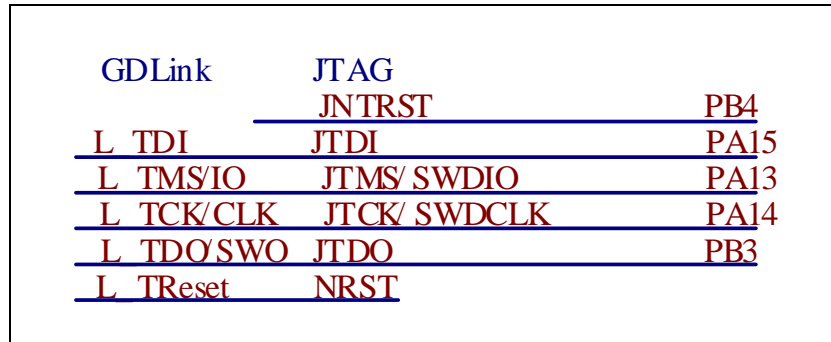 GDLink JTAG
JNTRST PB4
L_TDI JTDI PA15
L_TMS/IO JTMS/SWDIO PA13
L_TCK/CLK JTCK/SWDCLK PA14
L_TDO/SWO JTDO PB3
L_TReset NRST